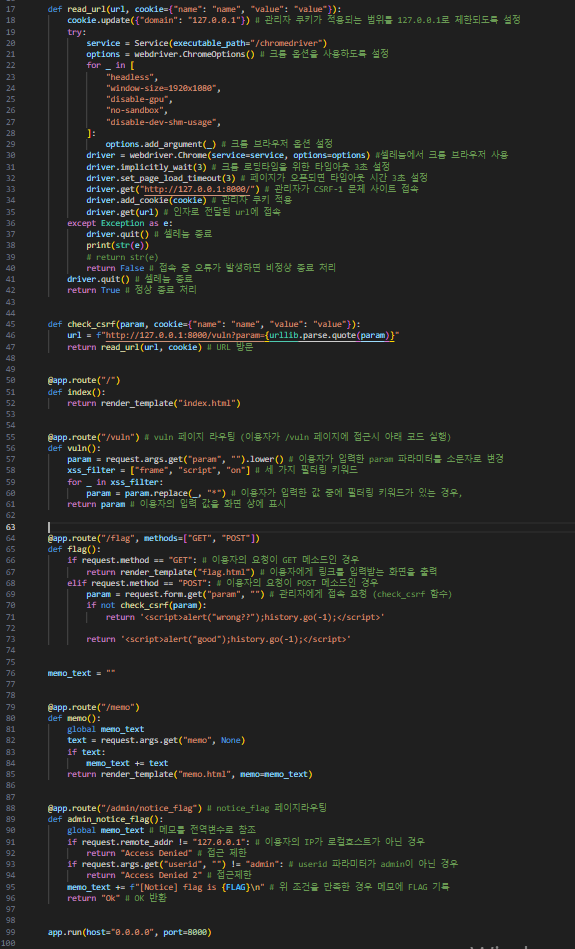 17 def read_url(url, cookie={"name": "name", "value": "value"}):
18 cookie.update({"domain": "127.0.0.1"}) # 관리자 쿠키가 적용되는 범위를 127.0.0.1로 제한되도록 설정
19 try:
20 service = Service(executable_path="/chromedriver")
21 options = webdriver.ChromeOptions() # 크롬 옵션을 사용하도록 설정
22 for _ in [
23 "headless",
24 "window-size=1920x1080",
25 "disable-gpu",
26 "no-sandbox",
27 "disable-dev-shm-usage",
28 ]:
29 options.add_argument(_) # 크롬 브라우저 옵션 설정
30 driver = webdriver.Chrome(service=service, options=options) #셀레늄에서 크롬 브라우저 사용
31 driver.implicitly_wait(3) # 크롬 로딩타임을 위한 타임아웃 3초 설정
32 driver.set_page_load_timeout(3) # 페이지가 오픈되면 타임아웃 시간 3초 설정
33 driver.get("http://127.0.0.1:8000/") # 관리자가 CSRF-1 문제 사이트 접속
34 driver.add_cookie(cookie) # 관리자 쿠키 적용
35 driver.get(url) # 인자로 전달된 url에 접속
36 except Exception as e:
37 driver.quit() # 셀레늄 종료
38 print(str(e))
39 # return str(e)
40 return False # 접속 중 오류가 발생하면 비정상 종료 처리
41 driver.quit() # 셀레늄 종료
42 return True # 정상 종료 처리
43
44
45 def check_csrf(param, cookie={"name": "name", "value": "value"}):
46 url = f"http://127.0.0.1:8000/vuln?param={urllib.parse.quote(param)}"
47 return read_url(url, cookie) # URL 방문
48
49
50 @app.route("/")
51 def index():
52 return render_template("index.html")
53
54
55 @app.route("/vuln") # vuln 페이지 라우팅 (이용자가 /vuln 페이지에 접근시 아래 코드 실행)
56 def vuln():
57 param = request.args.get("param", "").lower() # 이용자가 입력한 param 파라미터를 소문자로 변경
58 xss_filter = ["frame", "script", "on"] # 세 가지 필터링 키워드
59 for _ in xss_filter:
60 param = param.replace(_, "*") # 이용자가 입력한 값 중에 필터링 키워드가 있는 경우,
61 return param # 이용자의 입력 값을 화면 상에 표시
62
63
64 @app.route("/flag", methods=["GET", "POST"])
65 def flag():
66 if request.method == "GET": # 이용자의 요청이 GET 메소드인 경우
67 return render_template("flag.html") # 이용자에게 링크를 입력받는 화면을 출력
68 elif request.method == "POST": # 이용자의 요청이 POST 메소드인 경우
69 param = request.form.get("param", "") # 관리자에게 접속 요청 (check_csrf 함수)
70 if not check_csrf(param):
71 return '<script>alert("wrong??");history.go(-1);</script>'
72
73 return '<script>alert("good");history.go(-1);</script>'
74
75
76 memo_text = ""
77
78
79 @app.route("/memo")
80 def memo():
81 global memo_text
82 text = request.args.get("memo", None)
83 if text:
84 memo_text += text
85 return render_template("memo.html", memo=memo_text)
86
87
88 @app.route("/admin/notice_flag") # notice_flag 페이지라우팅
89 def admin_notice_flag():
90 global memo_text # 메모를 전역변수로 참조
91 if request.remote_addr != "127.0.0.1": # 이용자의 IP가 로컬호스트가 아닌 경우
92 return "Access Denied" # 접근 제한
93 if request.args.get("userid", "") != "admin": # userid 파라미터가 admin이 아닌 경우
94 return "Access Denied 2" # 접근제한
95 memo_text += f"[Notice] flag is {FLAG}\n" # 위 조건을 만족한 경우 메모에 FLAG 기록
96 return "Ok" # OK 반환
97
98
99 app.run(host="0.0.0.0", port=8000)
100